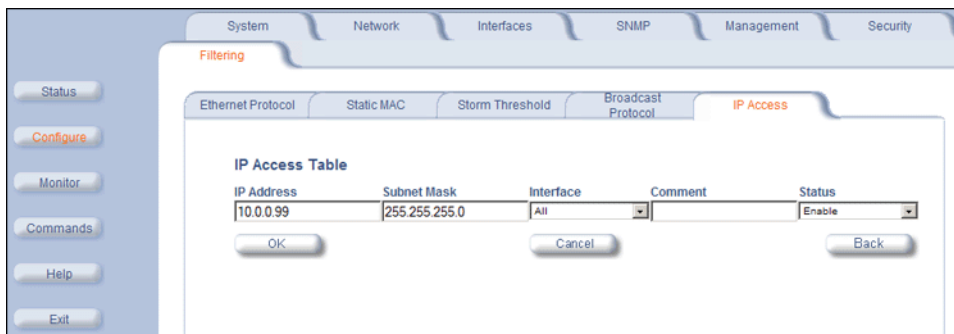 System Network Interfaces SNMP Management Security
Filtering
Status
Configure
Monitor
Commands
Help
Exit
Ethernet Protocol Static MAC Storm Threshold Broadcast Protocol IP Access
IP Access Table
IP Address Subnet Mask Interface Comment Status
10.0.0.99 255.255.255.0 All Enable
OK Cancel Back